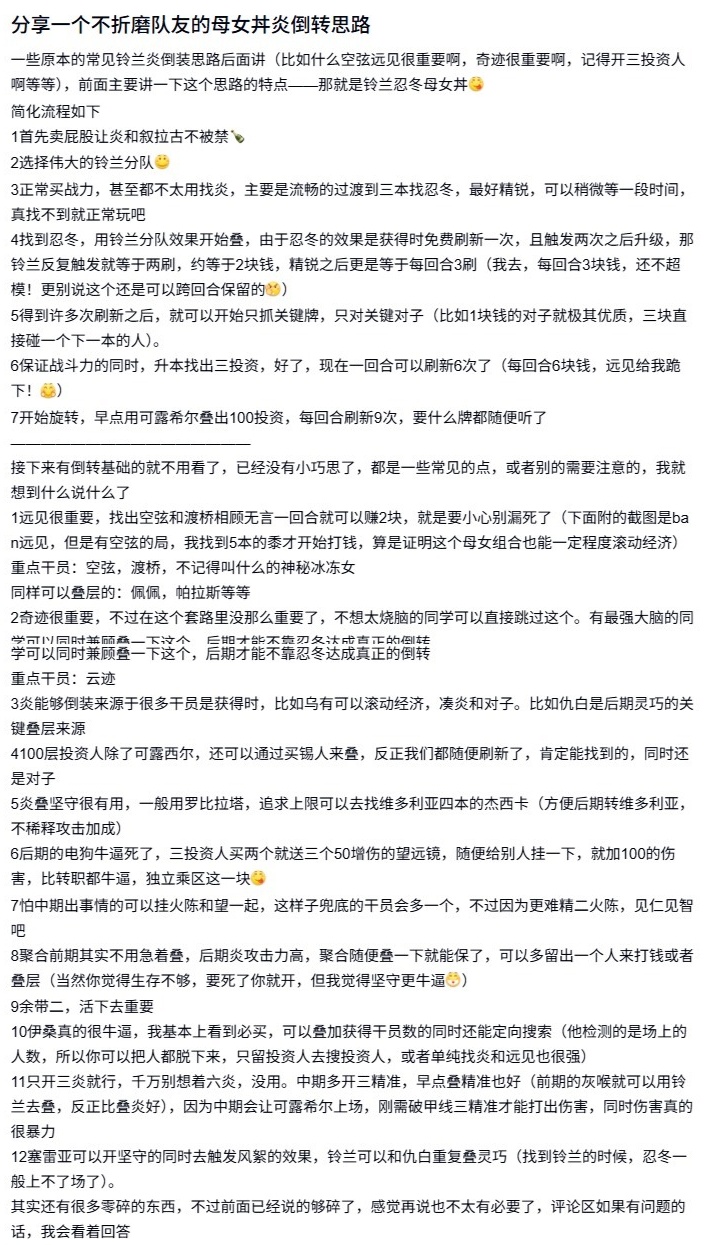 分享一个不折磨队友的母女丼炎倒转思路
一些原本的常见铃兰炎倒装思路后面讲（比如什么空弦远见很重要啊，奇迹很重要啊，记得开三投资人
啊等等），前面主要讲一下这个思路的特点——那就是铃兰忍冬母女丼😋
简化流程如下
1首先卖屁股让炎和叙拉古不被禁🍾
2选择伟大的铃兰分队😋
3正常买战力，甚至都不太用找炎，主要是流畅的过渡到三本找忍冬，最好精锐，可以稍微等一段时间，
真找不到就正常玩吧
4找到忍冬，用铃兰分队效果开始叠，由于忍冬的效果是获得时免费刷新一次，且触发两次之后升级，那
铃兰反复触发就等于两刷，约等于2块钱，精锐之后更是等于每回合3刷（我去，每回合3块钱，还不超
模！更别说这个还是可以跨回合保留的🤔）
5得到许多次刷新之后，就可以开始只抓关键牌，只对关键对子（比如1块钱的对子就极其优质，三块直
接碰一个下一本的人）。
6保证战斗力的同时，升本找出三投资，好了，现在一回合可以刷新6次了（每回合6块钱，远见给我跪
下！🤗）
7开始旋转，早点用可露希尔叠出100投资，每回合刷新9次，要什么牌都随便听了
————————————————
接下来有倒转基础的就不用看了，已经没有小巧思了，都是一些常见的点，或者别的需要注意的，我就
想到什么说什么了
1远见很重要，找出空弦和渡桥相顾无言一回合就可以赚2块，就是要小心别漏死了（下面附的截图是ba
n远见，但是有空弦的局，我找到5本的黍才开始打钱，算是证明这个母女组合也能一定程度滚动经济）
重点干员：空弦，渡桥，不记得叫什么的神秘冰冻女
同样可以叠层的：佩佩，帕拉斯等等
2奇迹很重要，不过在这个套路里没那么重要了，不想太烧脑的同学可以直接跳过这个。有最强大脑的同
学可以同时兼顾叠一下这个，后期才能不靠忍冬达成真正的倒转
学可以同时兼顾叠一下这个，后期才能不靠忍冬达成真正的倒转
重点干员：云迹
3炎能够倒装来源于很多干员是获得时，比如乌有可以滚动经济，凑炎和对子。比如仇白是后期灵巧的关
键叠层来源
4100层投资人除了可露西尔，还可以通过买锡人来叠，反正我们都随便刷新了，肯定能找到的，同时还
是对子
5炎叠坚守很有用，一般用罗比拉塔，追求上限可以去找维多利亚四本的杰西卡（方便后期转维多利亚，
不稀释攻击加成）
6后期的电狗牛逼死了，三投资人买两个就送三个50增伤的望远镜，随便给别人挂一下，就加100的伤
害，比转职都牛逼，独立乘区这一块😋
7怕中期出事情的可以挂火陈和望一起，这样子兜底的干员会多一个，不过因为更难精二火陈，见仁见智
吧
8聚合前期其实不用急着叠，后期炎攻击力高，聚合随便叠一下就能保了，可以多留出一个人来打钱或者
叠层（当然你觉得生存不够，要死了你就开，但我觉得坚守更牛逼😚）
9余带二，活下去重要
10伊桑真的很牛逼，我基本上看到必买，可以叠加获得干员数的同时还能定向搜索（他检测的是场上的
人数，所以你可以把人都脱下来，只留投资人去搜投资人，或者单纯找炎和远见也很强）
11只开三炎就行，千万别想着六炎，没用。中期多开三精准，早点叠精准也好（前期的灰喉就可以用铃
兰去叠，反正比叠炎好），因为中期会让可露希尔上场，刚需破甲线三精准才能打出伤害，同时伤害真的
很暴力
12塞雷亚可以开坚守的同时去触发风絮的效果，铃兰可以和仇白重复叠灵巧（找到铃兰的时候，忍冬一
般上不了场了）。
其实还有很多零碎的东西，不过前面已经说的够碎了，感觉再说也不太有必要了，评论区如果有问题的
话，我会看着回答